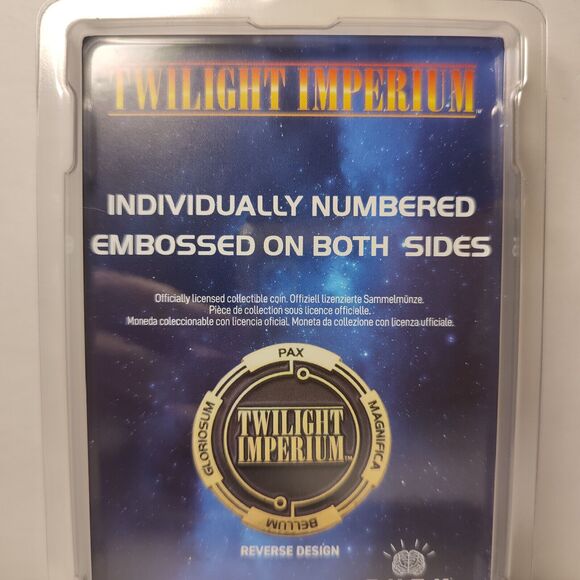 TWILIGHT IMPERIUM™
INDIVIDUALLY NUMBERED
EMBOSSED ON BOTH SIDES
Officially licensed collectible coin. Offiziell lizenzierte Sammelmünze.
Pièce de collection sous licence officielle.
Moneda coleccionable con licencia oficial. Moneta da collezione con licenza ufficiale.
PAX
MAGNIFICA
BELLUM
GLORIOSUM
TWILIGHT
IMPERIUM™
REVERSE DESIGN